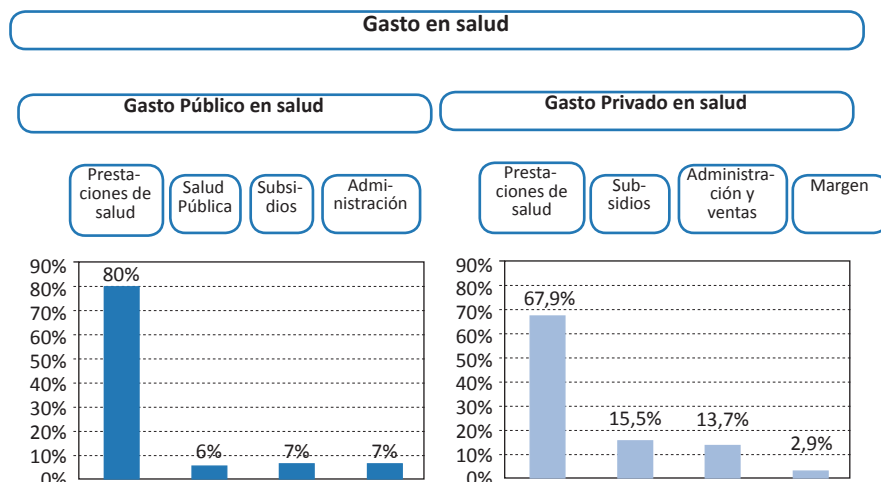 Gasto en salud
Gasto Público en salud
Gasto Privado en salud
Presta-
ciones de
salud
Salud
Pública
Subsi-
dios
Admi-
nistración
Presta-
ciones de
salud
Sub-
sidios
Administra-
ción y
ventas
Margen
90%
80%
70%
60%
50%
40%
30%
20%
10%
0%
80%
6%
7%
7%
90%
80%
70%
60%
50%
40%
30%
20%
10%
0%
67,9%
15,5%
13,7%
2,9%